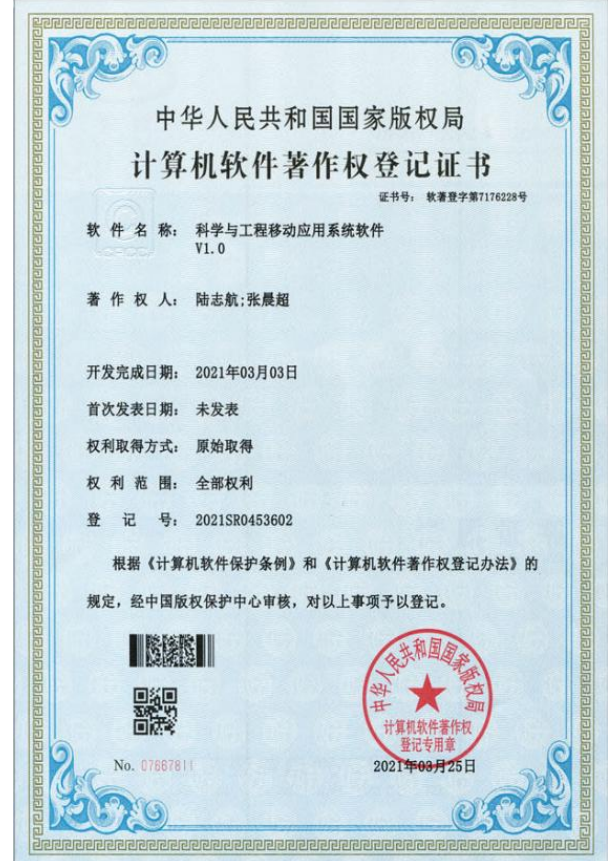 中华人民共和国国家版权局
计算机软件著作权登记证书
证书号： 软著登字第7176228号
软件名称： 科学与工程移动应用系统软件
V1.0
著作权人： 陆志航;张晨超
开发完成日期： 2021年03月03日
首次发表日期： 未发表
权利取得方式： 原始取得
权利范围： 全部权利
登记号： 2021SR0453602
根据《计算机软件保护条例》和《计算机软件著作权登记办法》的
规定，经中国版权保护中心审核，对以上事项予以登记。
中华人民共和国国家版权局
计算机软件著作权
登记专用章
No. 07667811
2021年03月25日